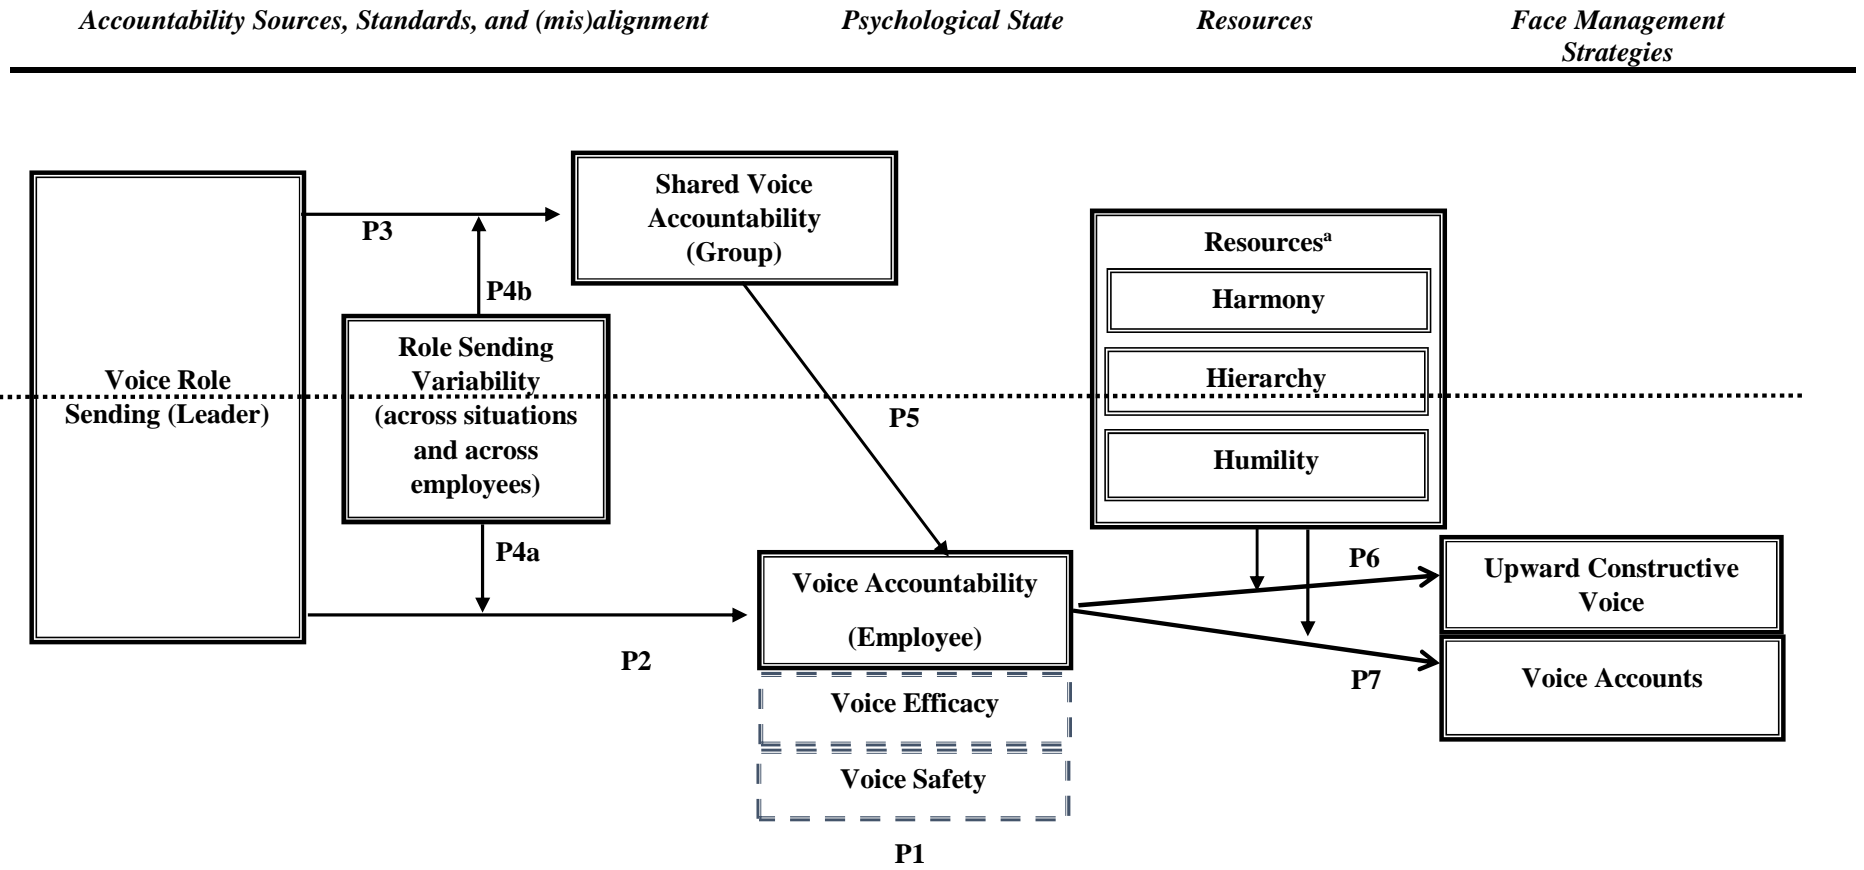 Accountability Sources, Standards, and (mis)alignment
Psychological State
Resources
Face Management
Strategies
Shared Voice
Accountability
(Group)
P3
Resourcesᵃ
P4b
Harmony
Role Sending
Variability
(across situations
and across
employees)
Voice Role
Sending (Leader)
Hierarchy
P5
Humility
P4a
P6
Upward Constructive
Voice
Voice Accountability
(Employee)
P2
P7
Voice Accounts
Voice Efficacy
Voice Safety
P1